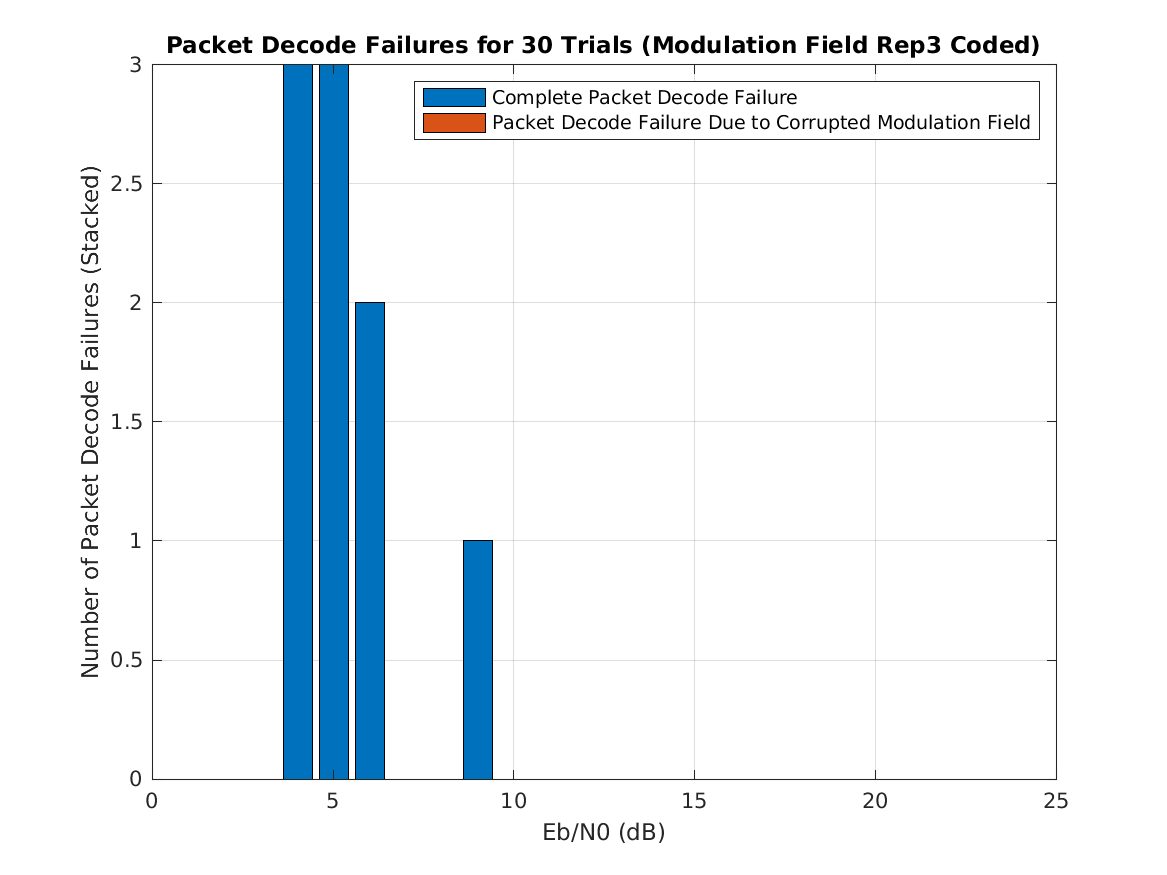 Packet Decode Failures for 30 Trials (Modulation Field Rep3 Coded)
Complete Packet Decode Failure
Packet Decode Failure Due to Corrupted Modulation Field
Number of Packet Decode Failures (Stacked)
3
2.5
2
1.5
1
0.5
0
0 5 10 15 20 25
Eb/N0 (dB)